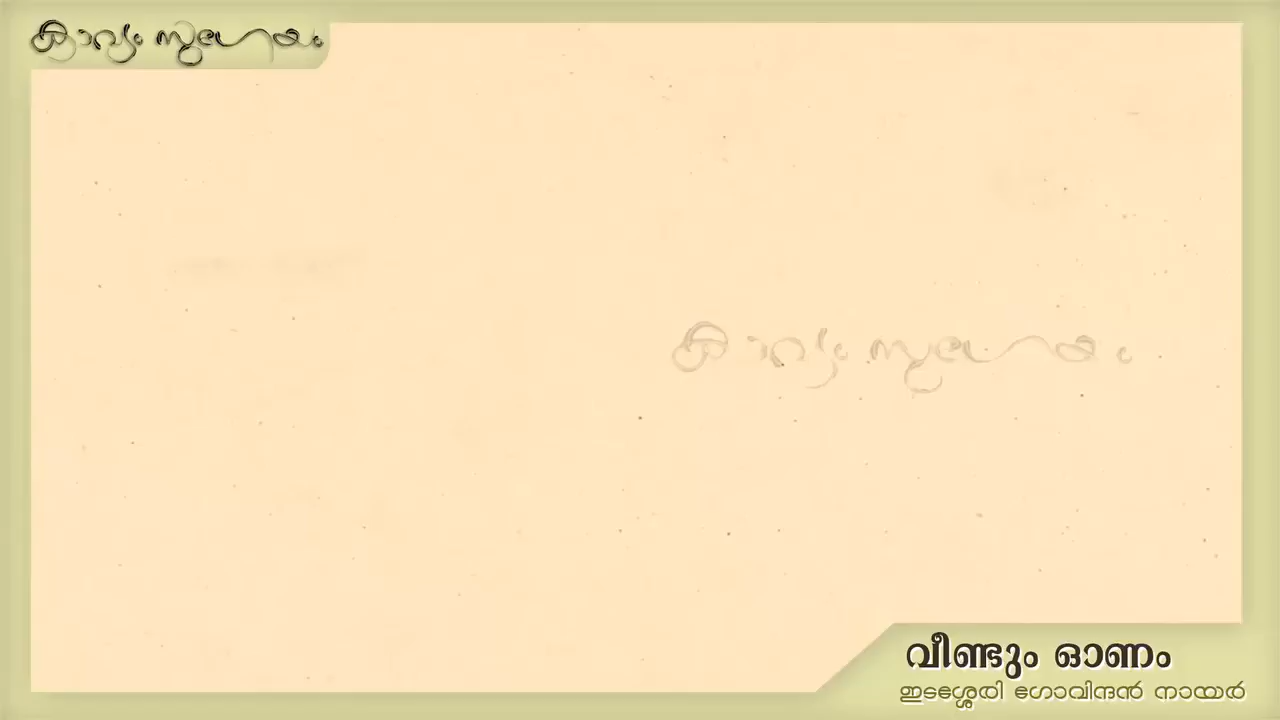 കാവ്യം സുഗേയം
കാവ്യം സുഗേയം
വീണ്ടും ഓണം
ഇടശ്ശേരി ഗോവിന്ദൻ നായർ